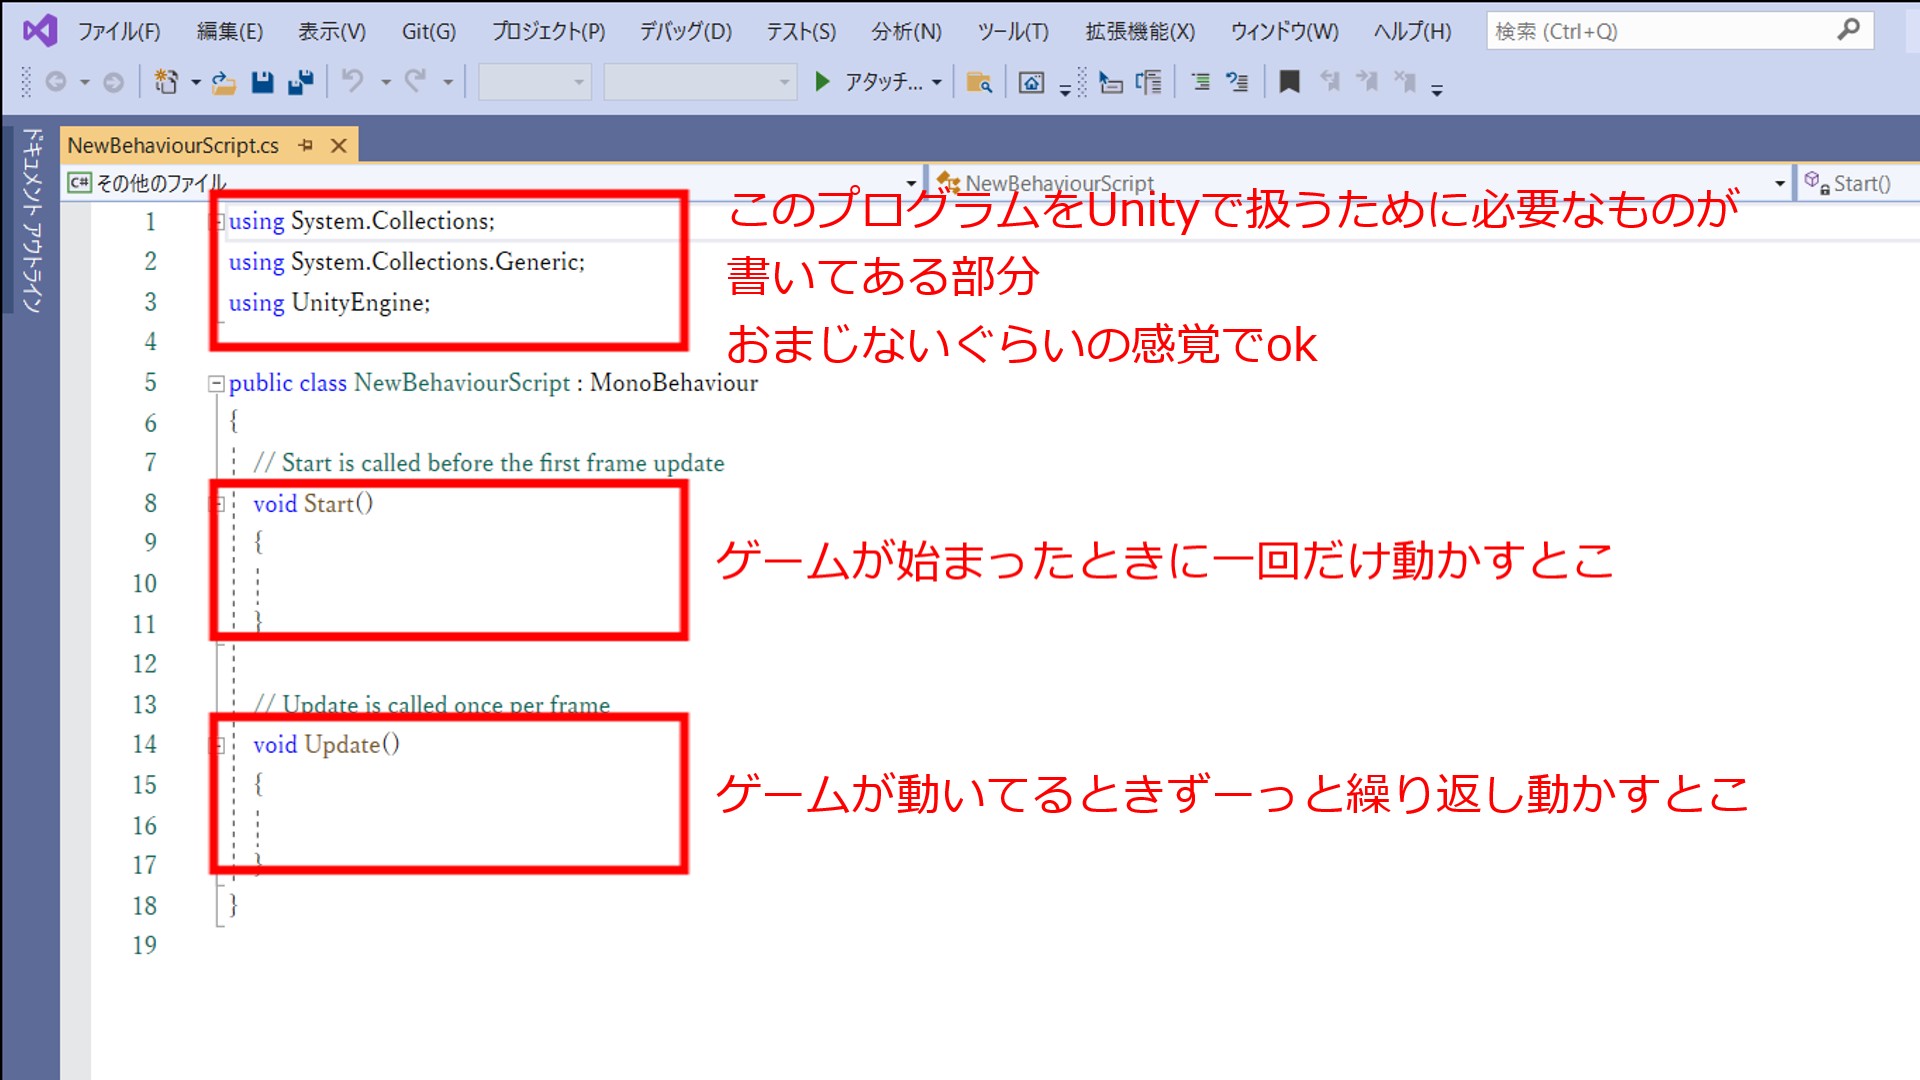 ファイル(F) 編集(E) 表示(V) Git(G) プロジェクト(P) デバッグ(D) テスト(S) 分析(N) ツール(T) 拡張機能(X) ウィンドウ(W) ヘルプ(H) 検索 (Ctrl+Q)
アタッチ...
ドキュメント アウトライン
NewBehaviourScript.cs
C# その他のファイル NewBehaviourScript Start()
1 using System.Collections;
2 using System.Collections.Generic;
3 using UnityEngine;
4
このプログラムをUnityで扱うために必要なものが
書いてある部分
おまじないぐらいの感覚でok
5 public class NewBehaviourScript : MonoBehaviour
6 {
7 // Start is called before the first frame update
8 void Start()
9 {
10
11 }
ゲームが始まったときに一回だけ動かすとこ
12
13 // Update is called once per frame
14 void Update()
15 {
16
17 }
ゲームが動いてるときずーっと繰り返し動かすとこ
18 }
19